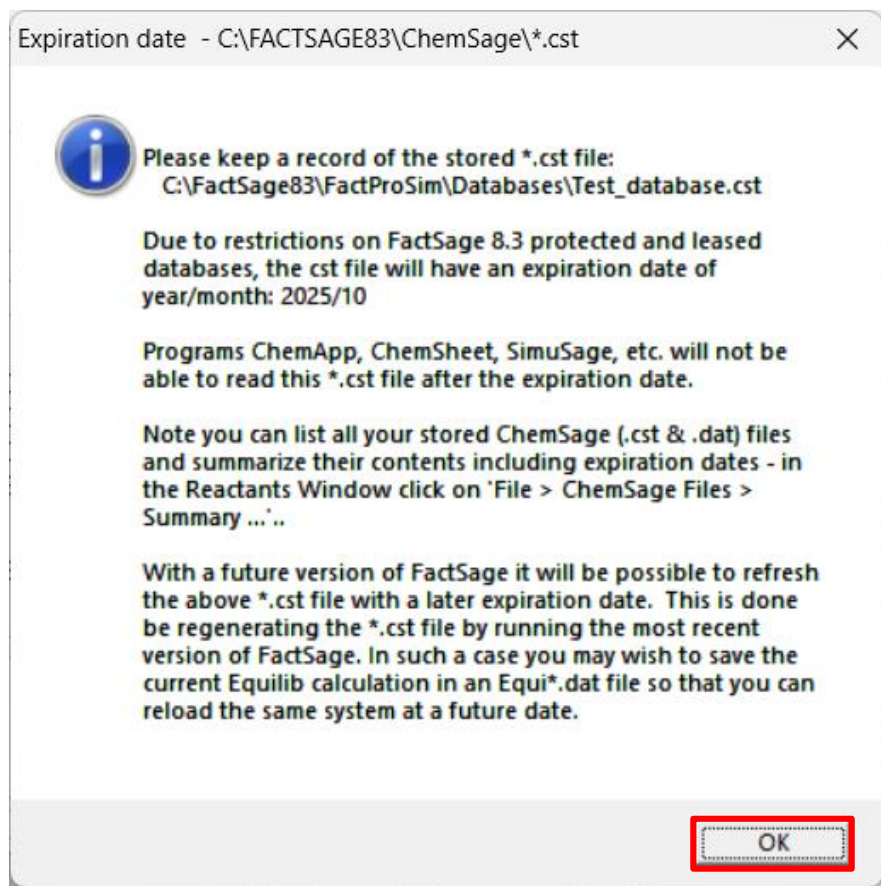 Expiration date - C:\FACTSAGE83\ChemSage\*.cst
Please keep a record of the stored *.cst file:
C:\FactSage83\FactProSim\Databases\Test_database.cst
Due to restrictions on FactSage 8.3 protected and leased
databases, the cst file will have an expiration date of
year/month: 2025/10
Programs ChemApp, ChemSheet, SimuSage, etc. will not be
able to read this *.cst file after the expiration date.
Note you can list all your stored ChemSage (.cst & .dat) files
and summarize their contents including expiration dates - in
the Reactants Window click on `File > ChemSage Files >
Summary ...`..
With a future version of FactSage it will be possible to refresh
the above *.cst file with a later expiration date.  This is done
be regenerating the *.cst file by running the most recent
version of FactSage. In such a case you may wish to save the
current Equilib calculation in an Equi*.dat file so that you can
reload the same system at a future date.
OK